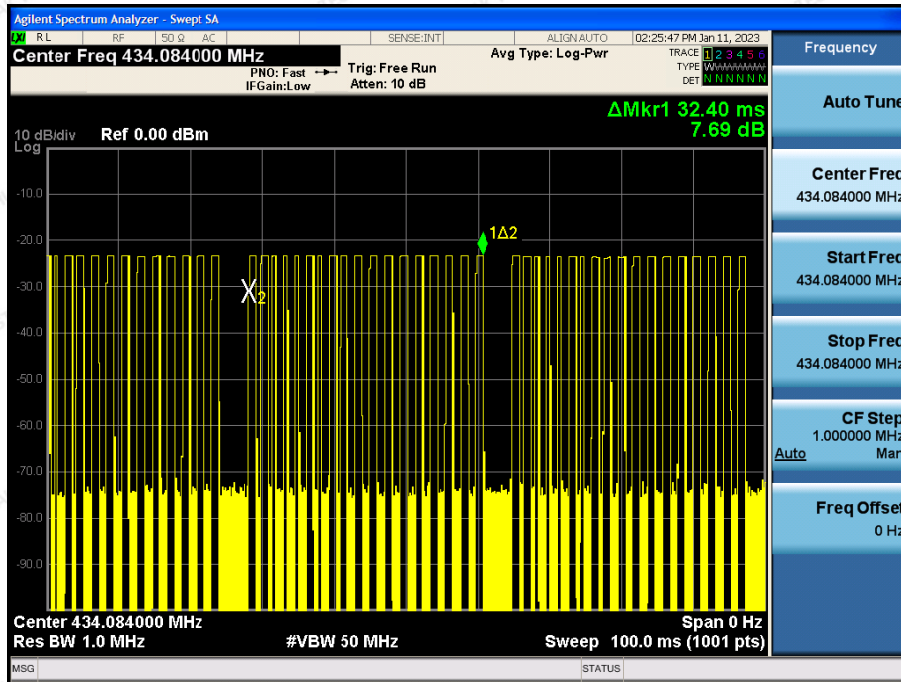 Agilent Spectrum Analyzer - Swept SA
LXI RL RF 50 Ω AC SENSE:INT ALIGN AUTO 02:25:47 PM Jan 11, 2023
Center Freq 434.084000 MHz
PNO: Fast
IFGain:Low
Trig: Free Run
Atten: 10 dB
Avg Type: Log-Pwr
TRACE 1 2 3 4 5 6
TYPE W
DET N N N N N N
ΔMkr1 32.40 ms
7.69 dB
10 dB/div Ref 0.00 dBm
Log
-10.0
-20.0
-30.0
-40.0
-50.0
-60.0
-70.0
-80.0
-90.0
1Δ2
X2
Center 434.084000 MHz Span 0 Hz
Res BW 1.0 MHz #VBW 50 MHz Sweep 100.0 ms (1001 pts)
MSG STATUS
Frequency
Auto Tune
Center Freq
434.084000 MHz
Start Freq
434.084000 MHz
Stop Freq
434.084000 MHz
CF Step
1.000000 MHz
Auto Man
Freq Offset
0 Hz